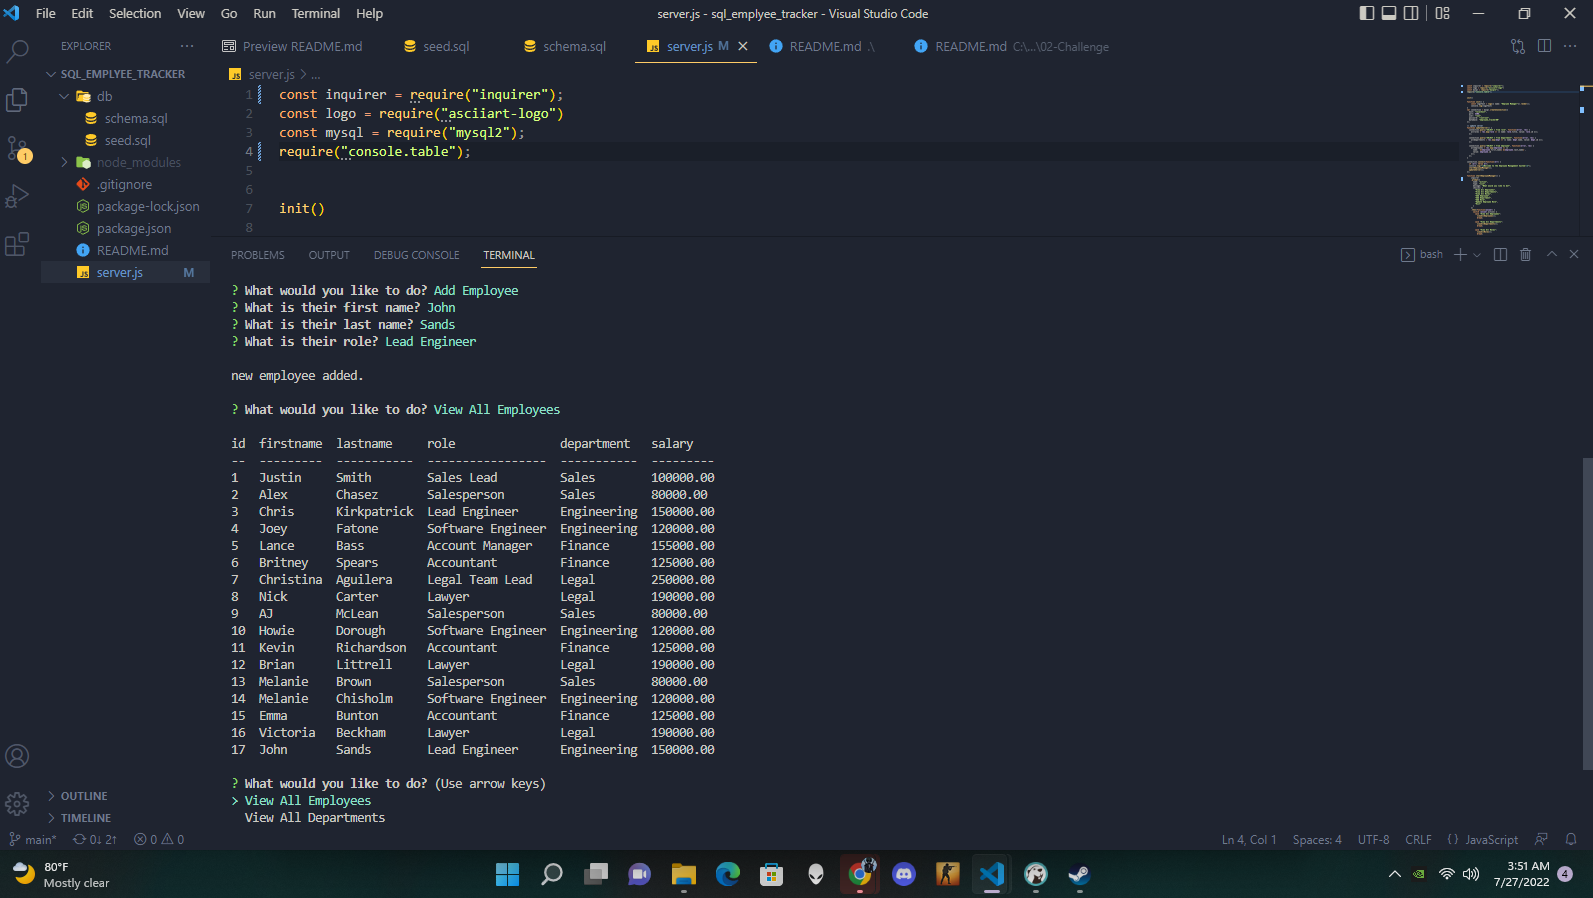 File Edit Selection View Go Run Terminal Help server.js - sql_emplyee_tracker - Visual Studio Code
EXPLORER ···
Preview README.md seed.sql schema.sql JS server.js M README.md .\ README.md C:\...\02-Challenge
SQL_EMPLYEE_TRACKER
db
schema.sql
seed.sql
node_modules
.gitignore
package-lock.json
package.json
README.md
JS server.js M
OUTLINE
TIMELINE
1
JS server.js > ...
1 const inquirer = require("inquirer");
2 const logo = require("asciiart-logo")
3 const mysql = require("mysql2");
4 require("console.table");
5
6
7 init()
8
PROBLEMS OUTPUT DEBUG CONSOLE TERMINAL bash
? What would you like to do? Add Employee
? What is their first name? John
? What is their last name? Sands
? What is their role? Lead Engineer
new employee added.
? What would you like to do? View All Employees
id firstname lastname role department salary
-- --------- ----------- ----------------- ----------- ---------
1 Justin Smith Sales Lead Sales 100000.00
2 Alex Chasez Salesperson Sales 80000.00
3 Chris Kirkpatrick Lead Engineer Engineering 150000.00
4 Joey Fatone Software Engineer Engineering 120000.00
5 Lance Bass Account Manager Finance 155000.00
6 Britney Spears Accountant Finance 125000.00
7 Christina Aguilera Legal Team Lead Legal 250000.00
8 Nick Carter Lawyer Legal 190000.00
9 AJ McLean Salesperson Sales 80000.00
10 Howie Dorough Software Engineer Engineering 120000.00
11 Kevin Richardson Accountant Finance 125000.00
12 Brian Littrell Lawyer Legal 190000.00
13 Melanie Brown Salesperson Sales 80000.00
14 Melanie Chisholm Software Engineer Engineering 120000.00
15 Emma Bunton Accountant Finance 125000.00
16 Victoria Beckham Lawyer Legal 190000.00
17 John Sands Lead Engineer Engineering 150000.00
? What would you like to do? (Use arrow keys)
> View All Employees
View All Departments
main* 0↓ 2↑ 0 0 Ln 4, Col 1 Spaces: 4 UTF-8 CRLF { } JavaScript
80°F
Mostly clear
3:51 AM
7/27/2022 4